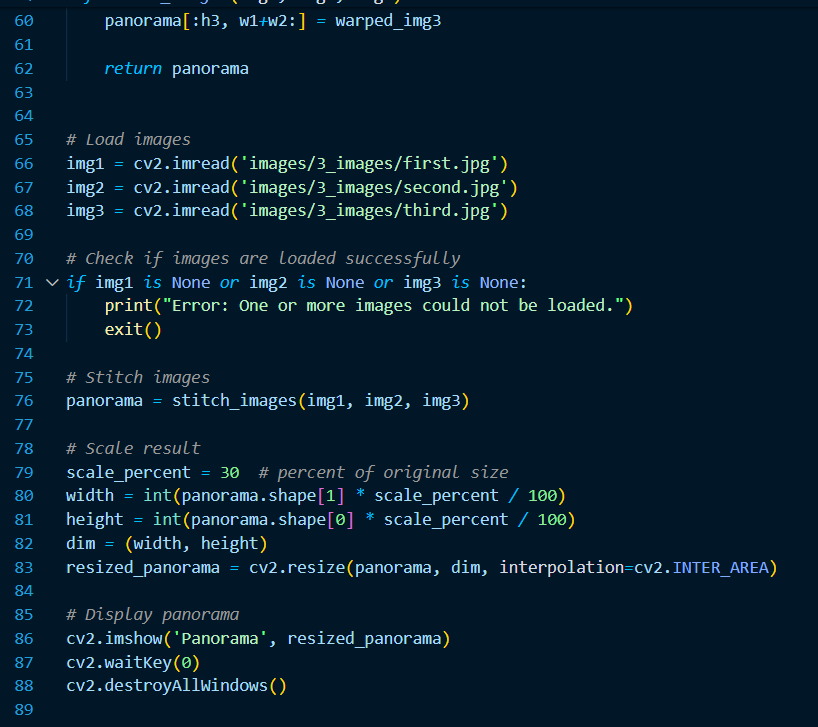 60 panorama[:h3, w1+w2:] = warped_img3
61
62 return panorama
63
64
65 # Load images
66 img1 = cv2.imread('images/3_images/first.jpg')
67 img2 = cv2.imread('images/3_images/second.jpg')
68 img3 = cv2.imread('images/3_images/third.jpg')
69
70 # Check if images are loaded successfully
71 if img1 is None or img2 is None or img3 is None:
72 print("Error: One or more images could not be loaded.")
73 exit()
74
75 # Stitch images
76 panorama = stitch_images(img1, img2, img3)
77
78 # Scale result
79 scale_percent = 30  # percent of original size
80 width = int(panorama.shape[1] * scale_percent / 100)
81 height = int(panorama.shape[0] * scale_percent / 100)
82 dim = (width, height)
83 resized_panorama = cv2.resize(panorama, dim, interpolation=cv2.INTER_AREA)
84
85 # Display panorama
86 cv2.imshow('Panorama', resized_panorama)
87 cv2.waitKey(0)
88 cv2.destroyAllWindows()
89